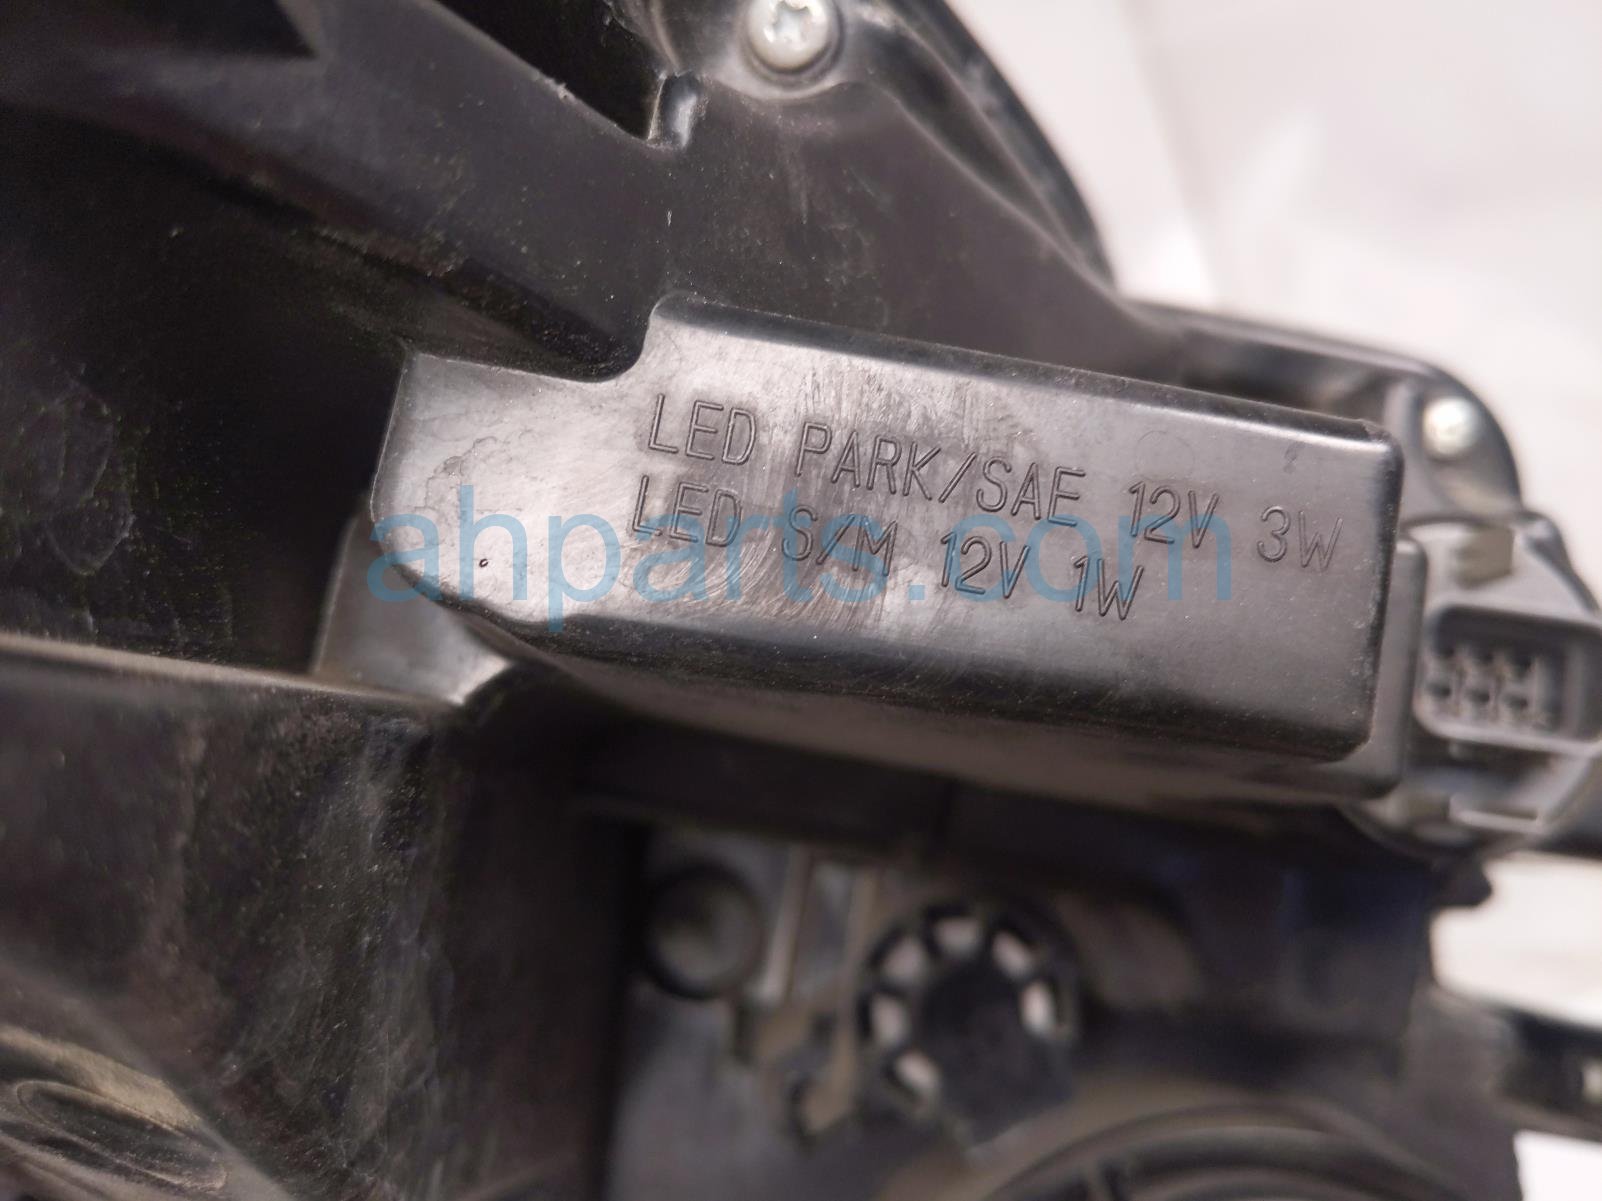 LED PARK/SAE 12V 3W
LED S/M 12V 1W
ahparts.com